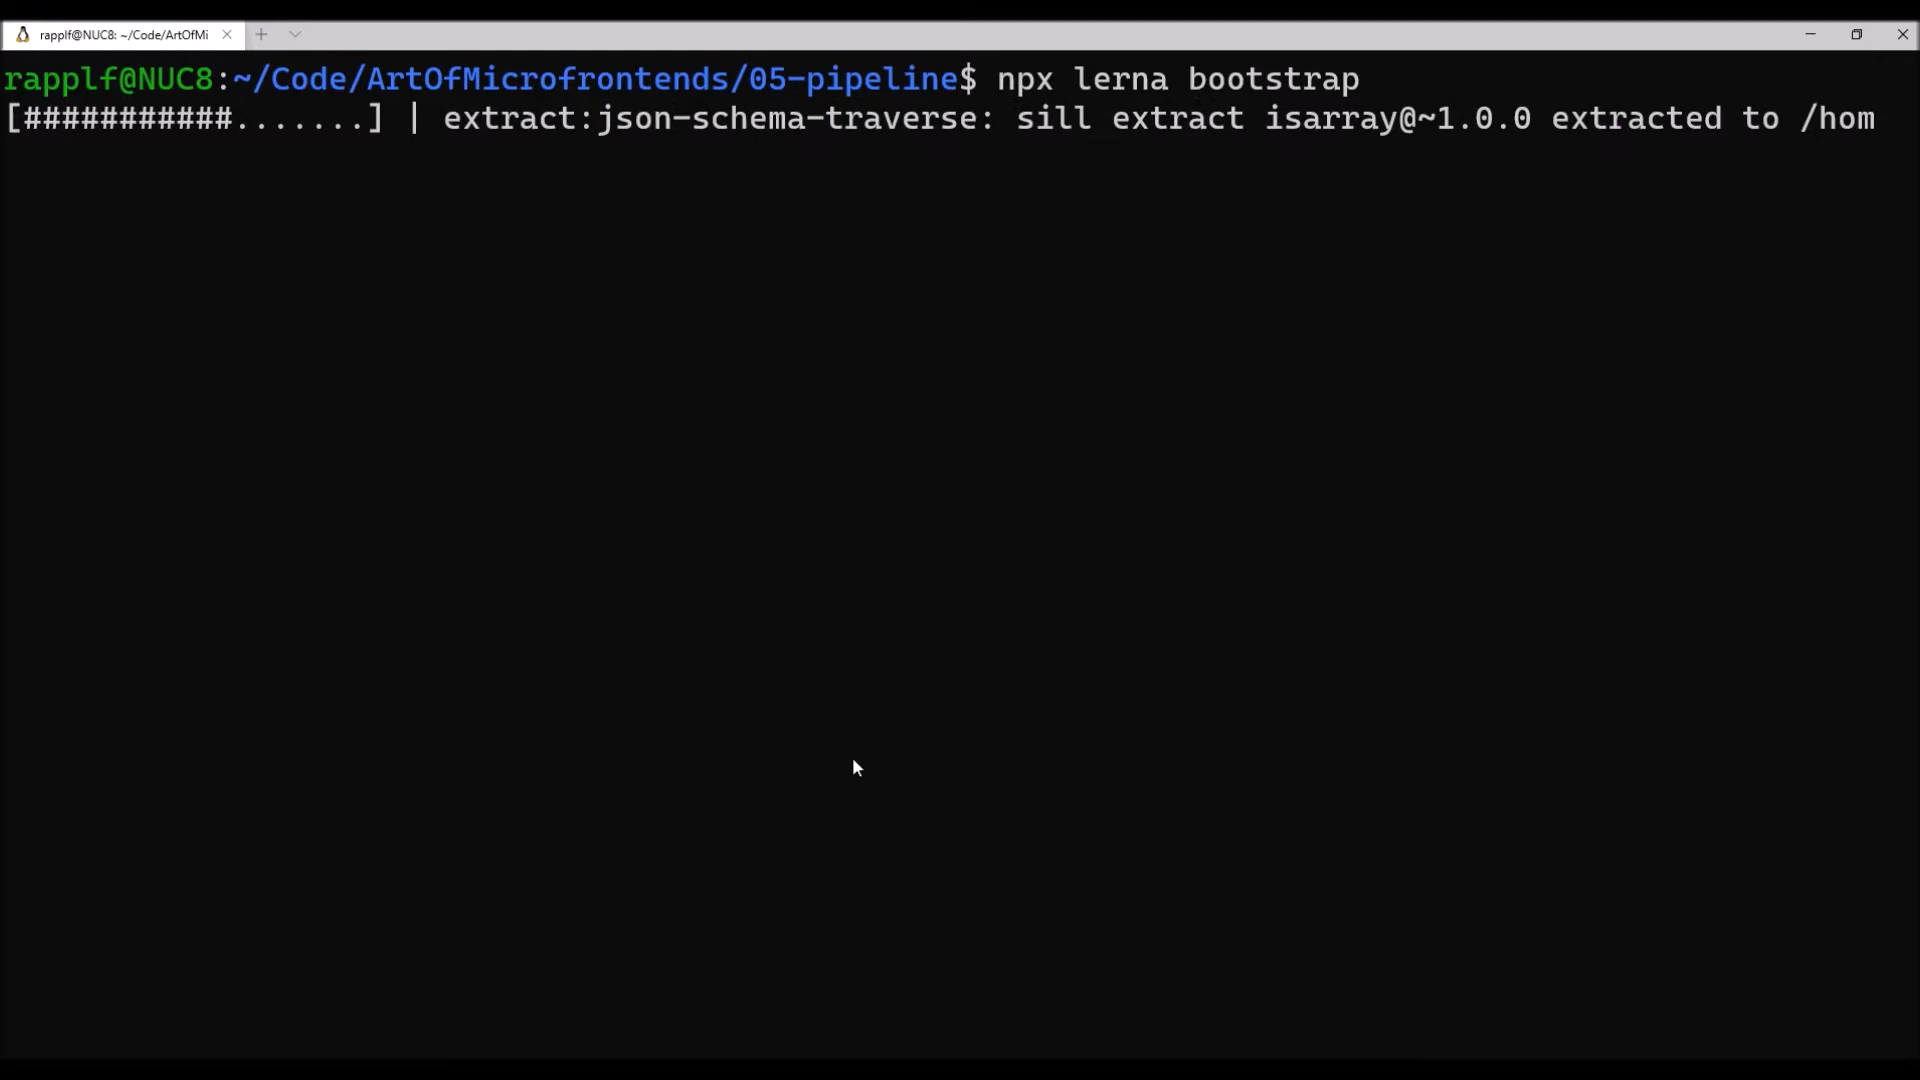 rapplf@NUC8: ~/Code/ArtOfMi
rapplf@NUC8:~/Code/ArtOfMicrofrontends/05-pipeline$ npx lerna bootstrap
[###########.......] | extract:json-schema-traverse: sill extract isarray@~1.0.0 extracted to /hom